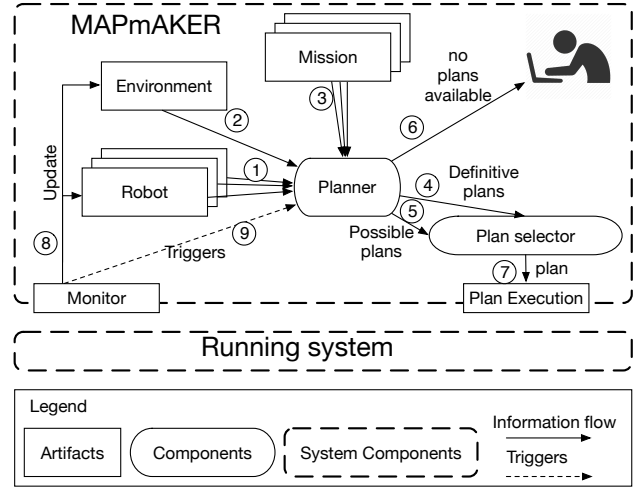 MAPmAKER
Mission
no
plans
available
Environment
3
2
6
Update
1
Robot
Planner
4
Definitive
plans
5
Possible
plans
Plan selector
8
9
Triggers
7
plan
Monitor
Plan Execution
Running system
Legend
Artifacts
Components
System Components
Information flow
Triggers